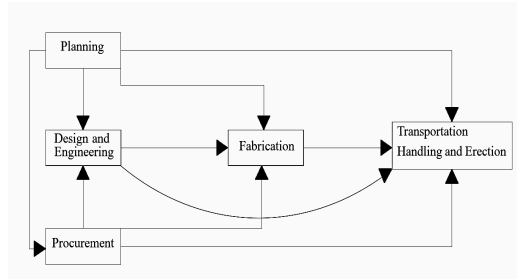 Planning
Design and
Engineering
Fabrication
Transportation
Handling and Erection
Procurement